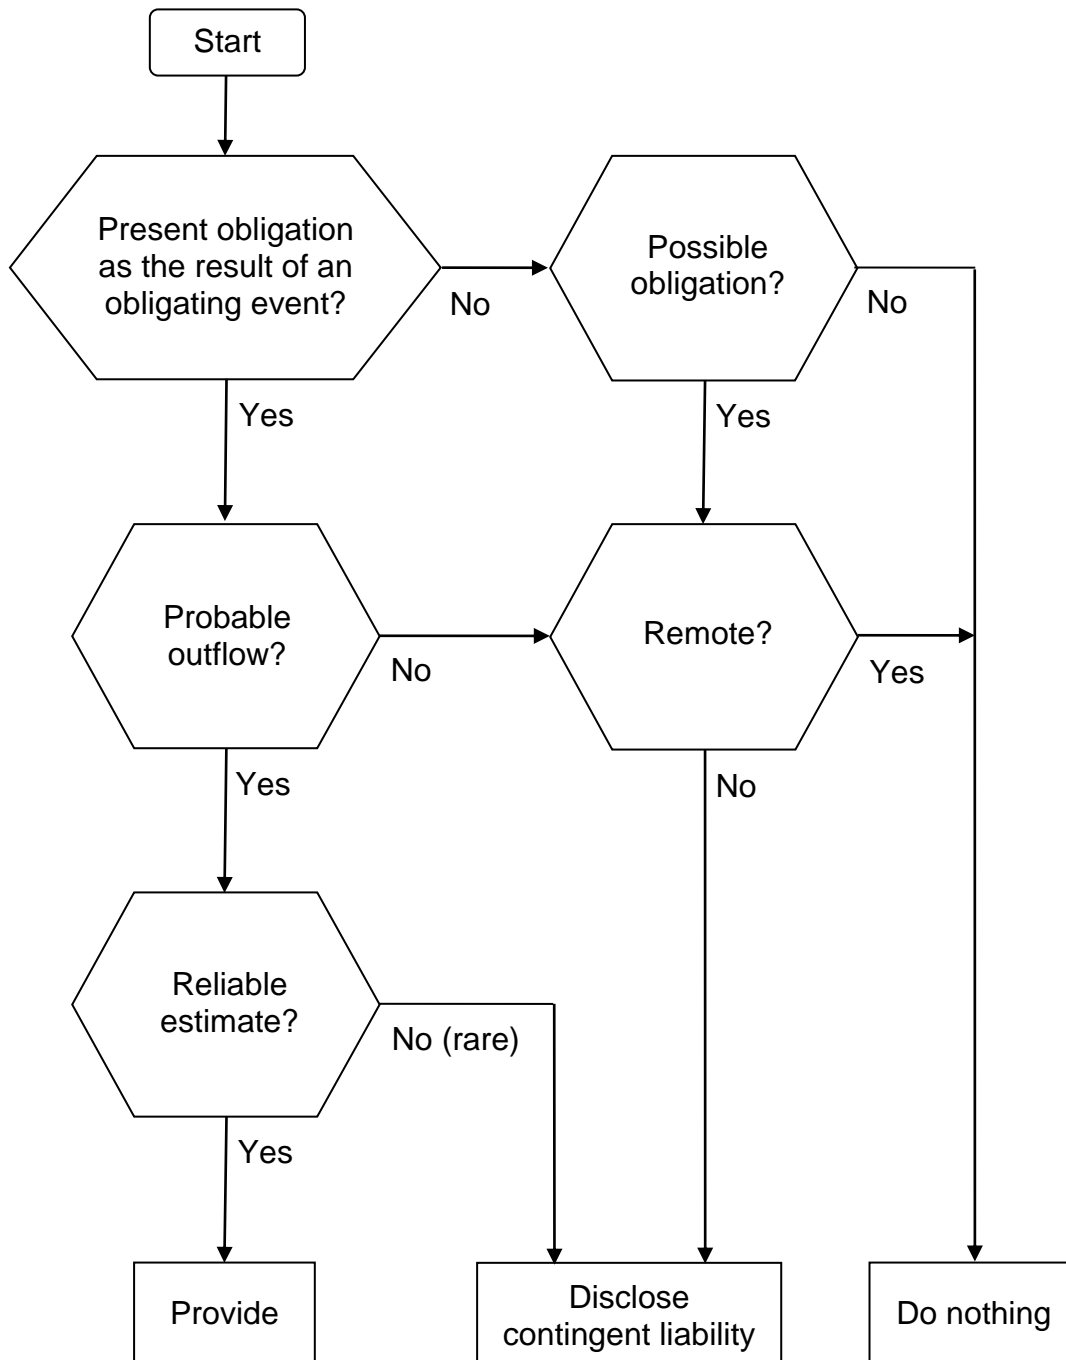 Start
Present obligation
as the result of an
obligating event?
No
Possible
obligation?
No
Yes
Yes
Probable
outflow?
No
Remote?
Yes
Yes
No
Reliable
estimate?
No (rare)
Yes
Provide
Disclose
contingent liability
Do nothing